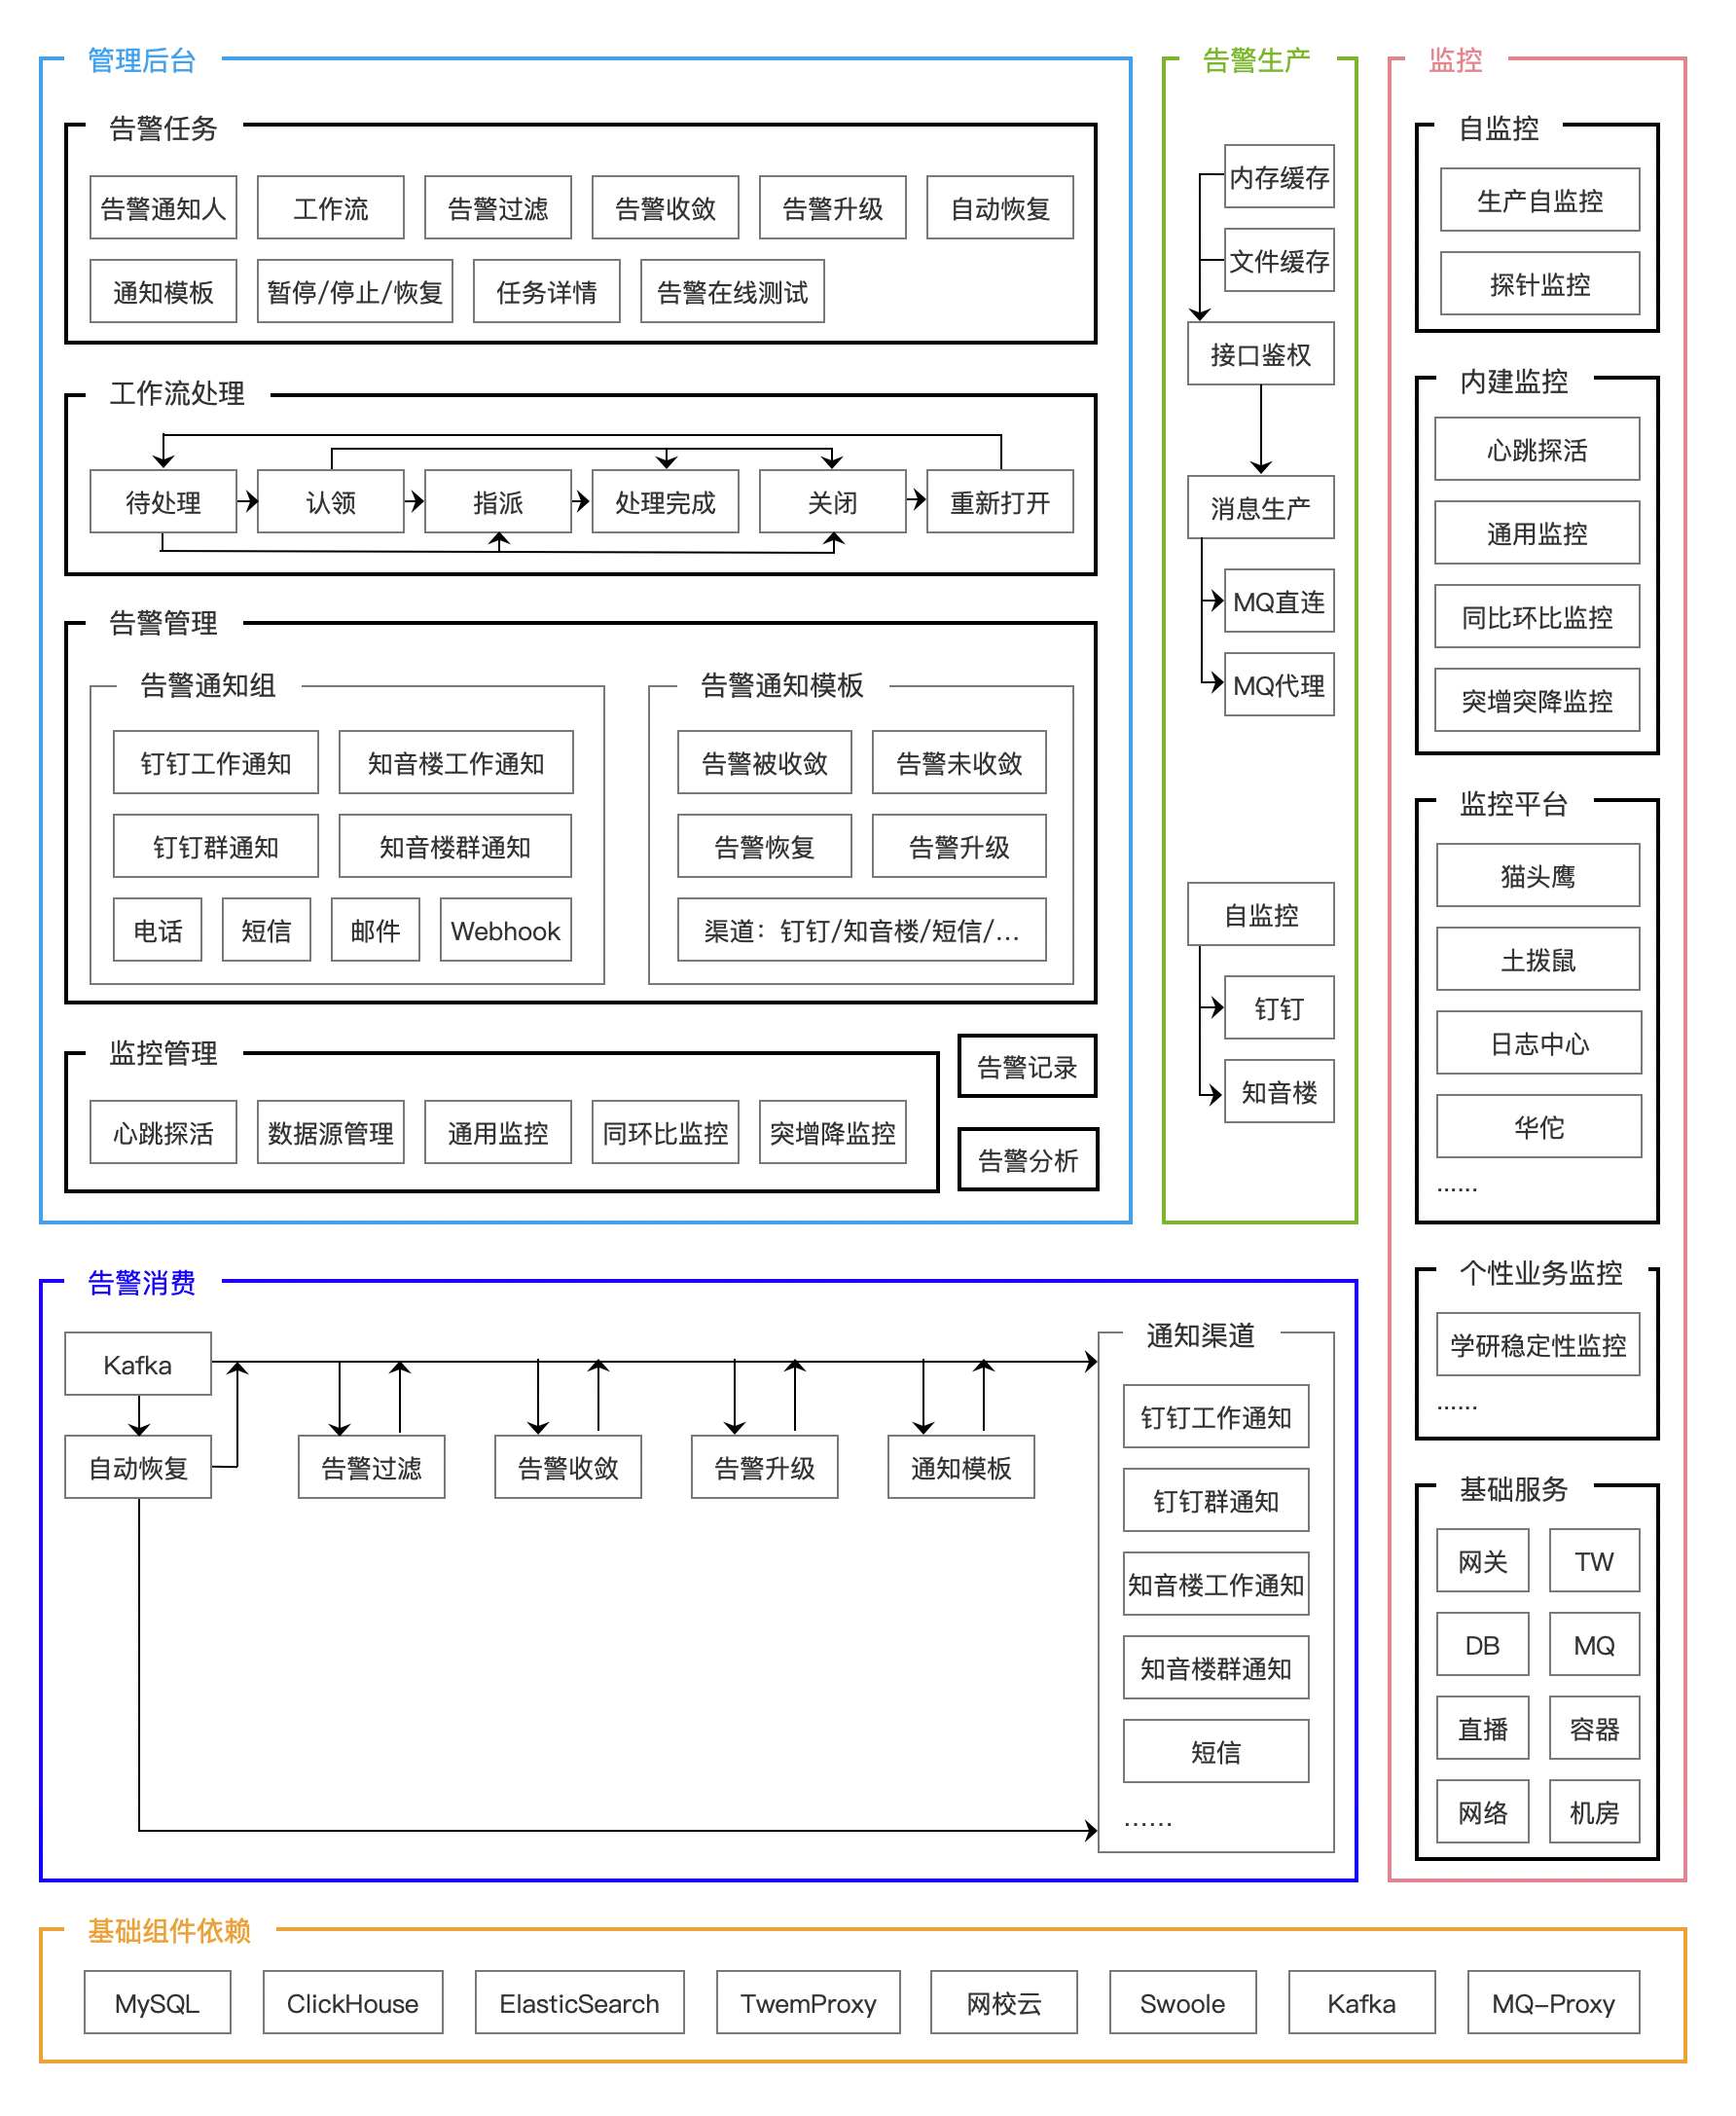 管理后台
告警任务
告警通知人
工作流
告警过滤
告警收敛
告警升级
自动恢复
通知模板
暂停/停止/恢复
任务详情
告警在线测试
工作流处理
待处理
认领
指派
处理完成
关闭
重新打开
告警管理
告警通知组
钉钉工作通知
知音楼工作通知
钉钉群通知
知音楼群通知
电话
短信
邮件
Webhook
告警通知模板
告警被收敛
告警未收敛
告警恢复
告警升级
渠道：钉钉/知音楼/短信/...
监控管理
心跳探活
数据源管理
通用监控
同环比监控
突增降监控
告警记录
告警分析
告警生产
内存缓存
文件缓存
接口鉴权
消息生产
MQ直连
MQ代理
自监控
钉钉
知音楼
监控
自监控
生产自监控
探针监控
内建监控
心跳探活
通用监控
同比环比监控
突增突降监控
监控平台
猫头鹰
土拨鼠
日志中心
华佗
......
个性业务监控
学研稳定性监控
......
基础服务
网关
TW
DB
MQ
直播
容器
网络
机房
告警消费
Kafka
自动恢复
告警过滤
告警收敛
告警升级
通知模板
通知渠道
钉钉工作通知
钉钉群通知
知音楼工作通知
知音楼群通知
短信
......
基础组件依赖
MySQL
ClickHouse
ElasticSearch
TwemProxy
网校云
Swoole
Kafka
MQ-Proxy